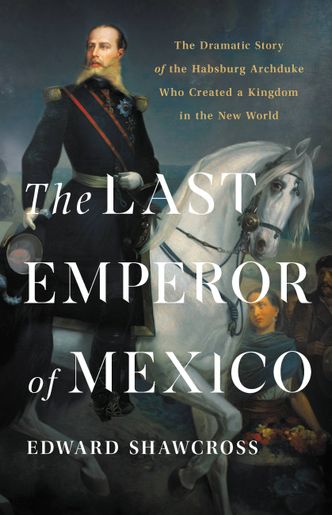 The Dramatic Story
of the Habsburg Archduke
Who Created a Kingdom
in the New World
The LAST
EMPEROR
of MEXICO
EDWARD SHAWCROSS